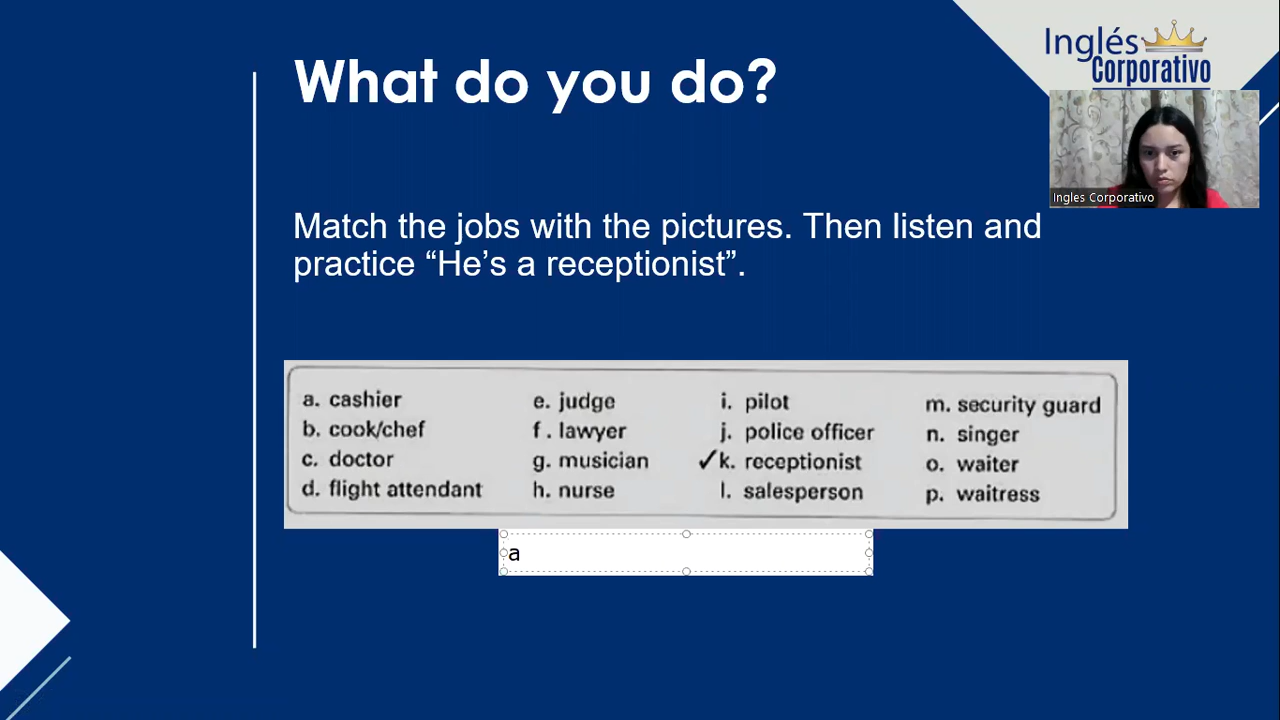 What do you do?
Inglés
Corporativo
Ingles Corporativo
Match the jobs with the pictures. Then listen and
practice “He’s a receptionist”.
a. cashier
b. cook/chef
c. doctor
d. flight attendant
e. judge
f. lawyer
g. musician
h. nurse
i. pilot
j. police officer
✓k. receptionist
l. salesperson
m. security guard
n. singer
o. waiter
p. waitress
a